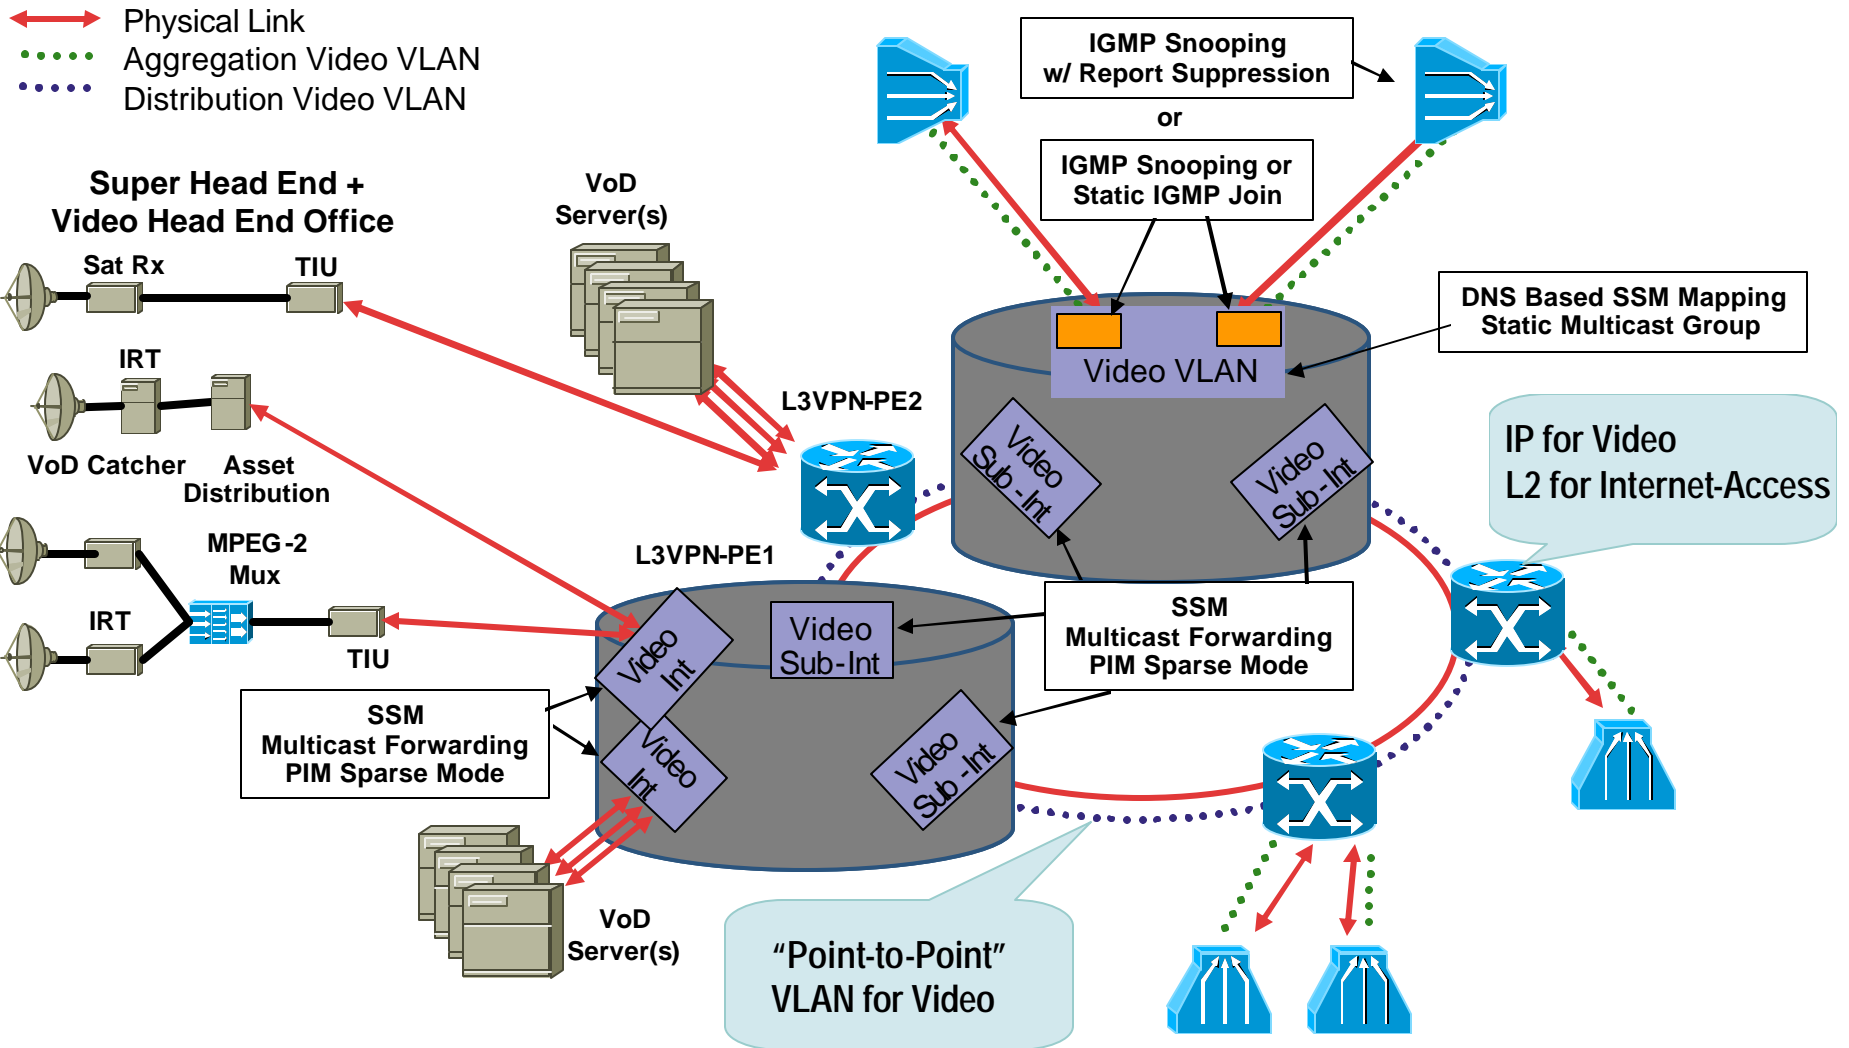 Physical Link
Aggregation Video VLAN
Distribution Video VLAN
Super Head End +
Video Head End Office
Sat Rx
TIU
IRT
VoD Catcher
Asset
Distribution
MPEG-2
Mux
IRT
TIU
VoD
Server(s)
L3VPN-PE2
L3VPN-PE1
IGMP Snooping
w/ Report Suppression
or
IGMP Snooping or
Static IGMP Join
DNS Based SSM Mapping
Static Multicast Group
Video VLAN
Video
Sub-Int
Video
Sub-Int
IP for Video
L2 for Internet-Access
SSM
Multicast Forwarding
PIM Sparse Mode
Video
Int
Video
Sub-Int
Video
Int
Video
Sub-Int
SSM
Multicast Forwarding
PIM Sparse Mode
VoD
Server(s)
“Point-to-Point”
VLAN for Video